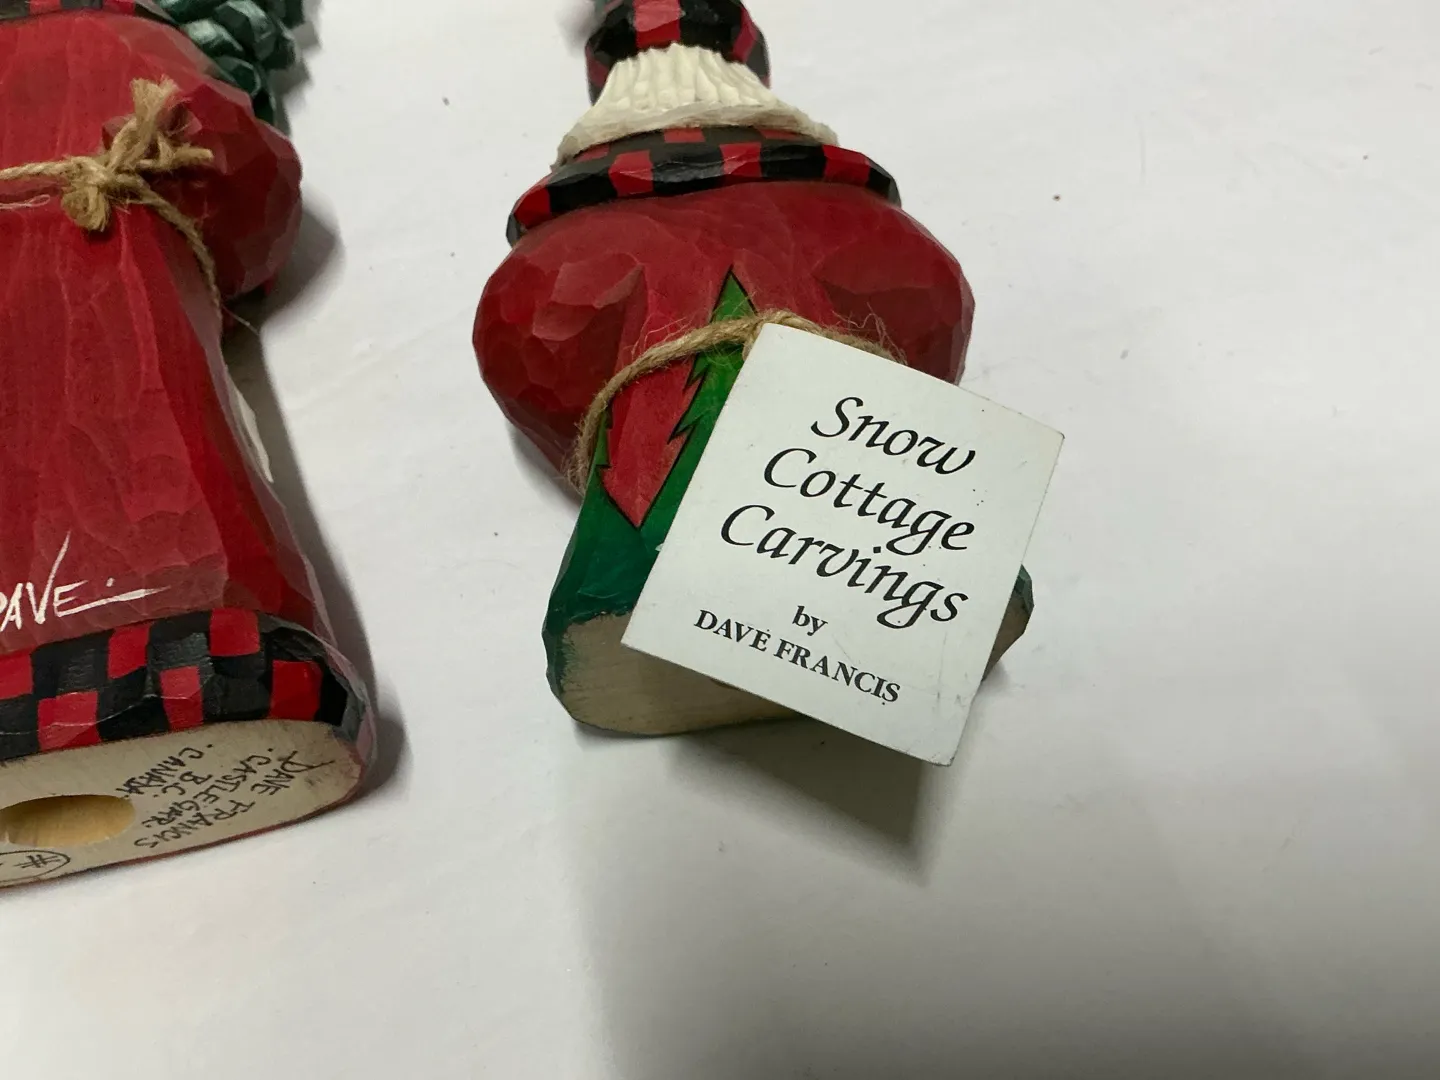 DAVE.
DAVE FRANCIS
· CASTLEGAR.
B.C.
· CANADA.
Snow
Cottage
Carvings
by
DAVE FRANCIS